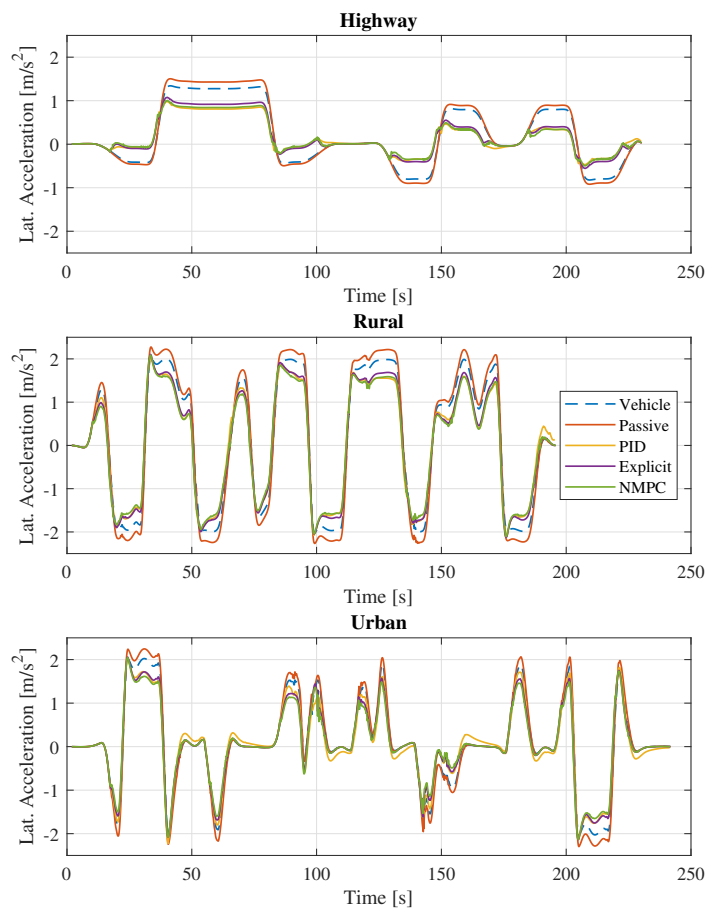 Highway
Lat. Acceleration [m/s²]
2
1
0
-1
-2
0 50 100 150 200 250
Time [s]
Rural
Lat. Acceleration [m/s²]
2
1
0
-1
-2
Vehicle
Passive
PID
Explicit
NMPC
0 50 100 150 200 250
Time [s]
Urban
Lat. Acceleration [m/s²]
2
1
0
-1
-2
0 50 100 150 200 250
Time [s]